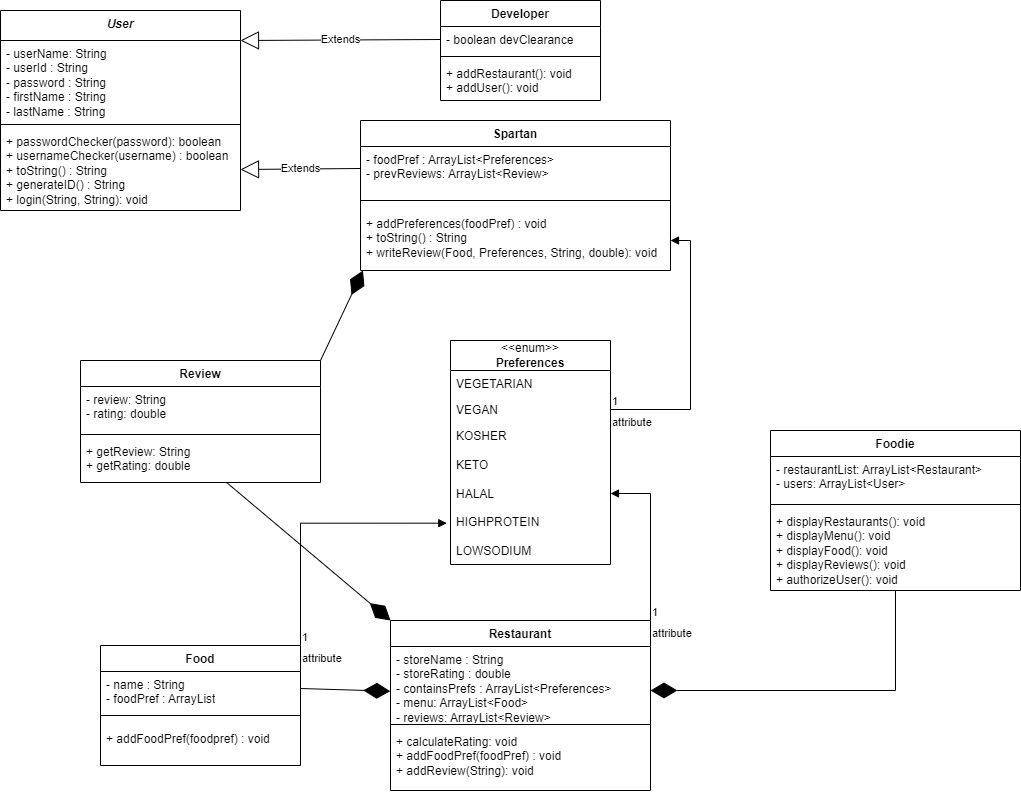 User
- userName: String
- userId : String
- password : String
- firstName : String
- lastName : String
+ passwordChecker(password): boolean
+ usernameChecker(username) : boolean
+ toString() : String
+ generateID() : String
+ login(String, String): void
Extends
Developer
- boolean devClearance
+ addRestaurant(): void
+ addUser(): void
Extends
Spartan
- foodPref : ArrayList<Preferences>
- prevReviews: ArrayList<Review>
+ addPreferences(foodPref) : void
+ toString() : String
+ writeReview(Food, Preferences, String, double): void
Review
- review: String
- rating: double
+ getReview: String
+ getRating: double
<<enum>>
Preferences
VEGETARIAN
VEGAN
KOSHER
KETO
HALAL
HIGHPROTEIN
LOWSODIUM
1
attribute
Foodie
- restaurantList: ArrayList<Restaurant>
- users: ArrayList<User>
+ displayRestaurants(): void
+ displayMenu(): void
+ displayFood(): void
+ displayReviews(): void
+ authorizeUser(): void
1
attribute
Food
- name : String
- foodPref : ArrayList
+ addFoodPref(foodpref) : void
1
attribute
Restaurant
- storeName : String
- storeRating : double
- containsPrefs : ArrayList<Preferences>
- menu: ArrayList<Food>
- reviews: ArrayList<Review>
+ calculateRating: void
+ addFoodPref(foodPref) : void
+ addReview(String): void